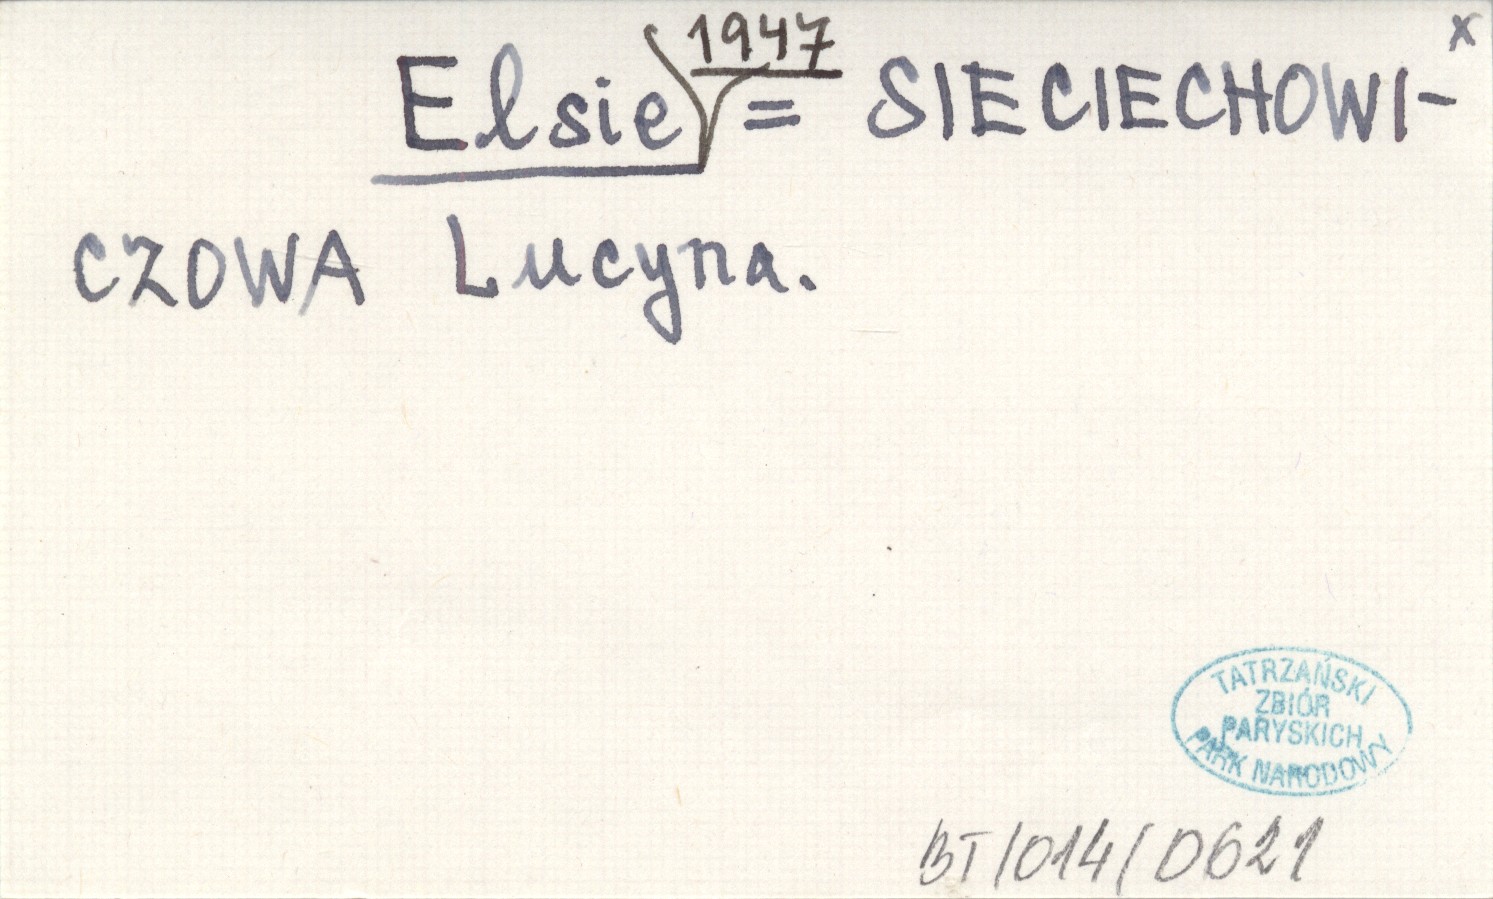 x
1947
Elsie = SIECIECHOWI-
CZOWA Lucyna.
TATRZAŃSKI
ZBIÓR
PARYSKICH
PARK NARODOWY
BT/014/0621